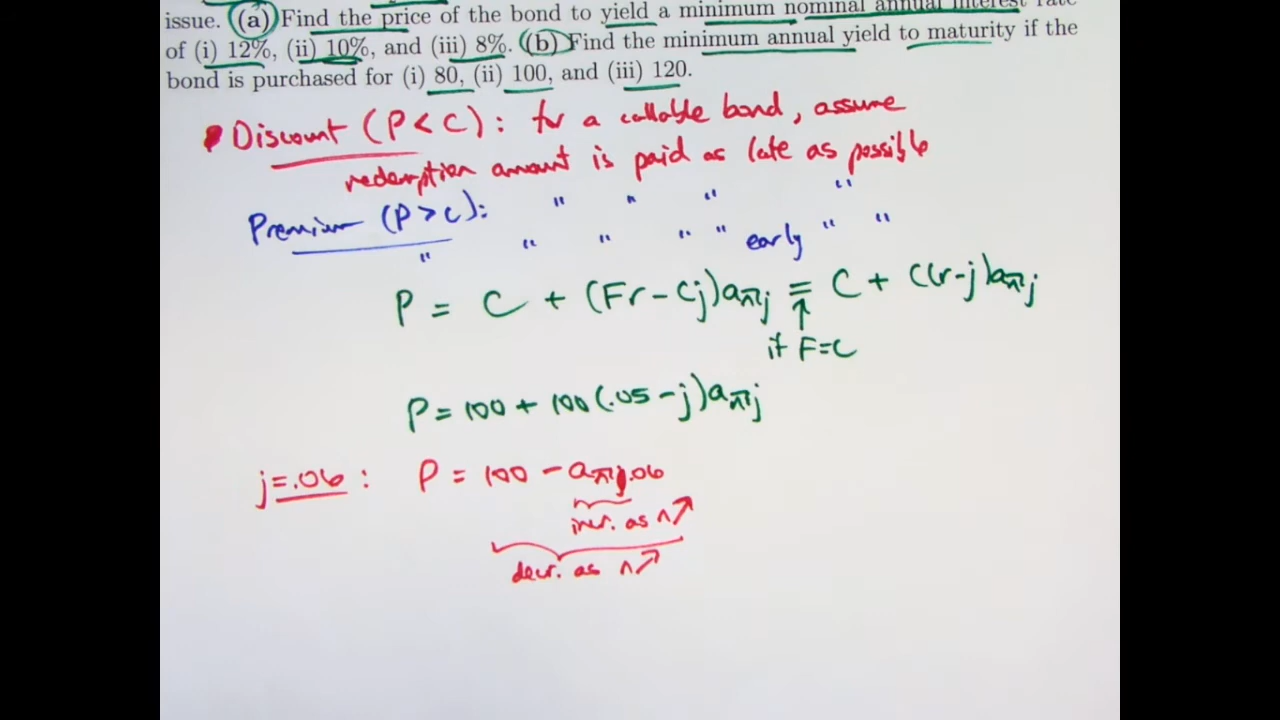 issue. (a) Find the price of the bond to yield a minimum nominal annual interest rate
of (i) 12%, (ii) 10%, and (iii) 8%. (b) Find the minimum annual yield to maturity if the
bond is purchased for (i) 80, (ii) 100, and (iii) 120.
Discount (P < C): for a callable bond, assume
redemption amount is paid as late as possible
Premium (P > C): " " " "
" " " " " early " "
P = C + (Fr - Cj)a_n⌉j = C + C(r-j)a_n⌉j
↑
if F=C
P = 100 + 100(.05 - j)a_n⌉j
j=.06 : P = 100 - a_n⌉.06
incr. as n↗
decr. as n↗